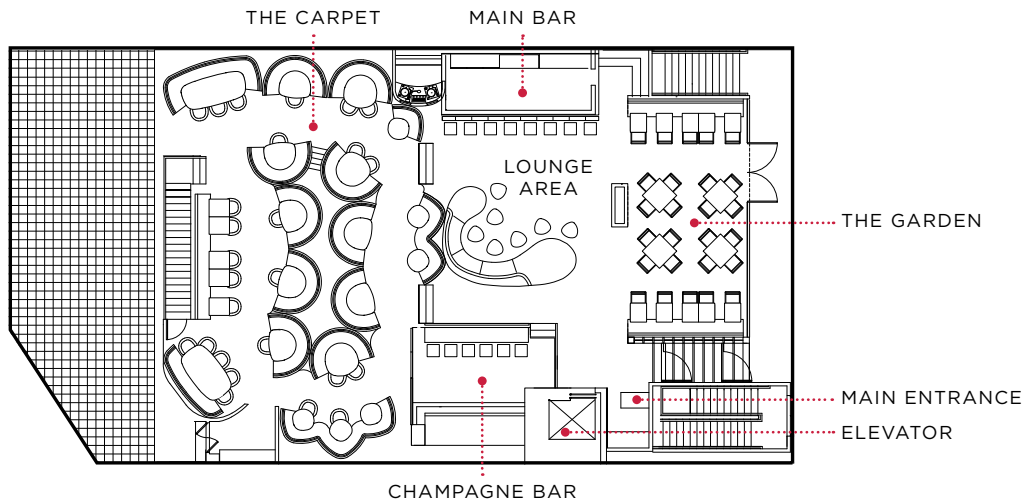 THE CARPET
MAIN BAR
LOUNGE
AREA
THE GARDEN
MAIN ENTRANCE
ELEVATOR
CHAMPAGNE BAR